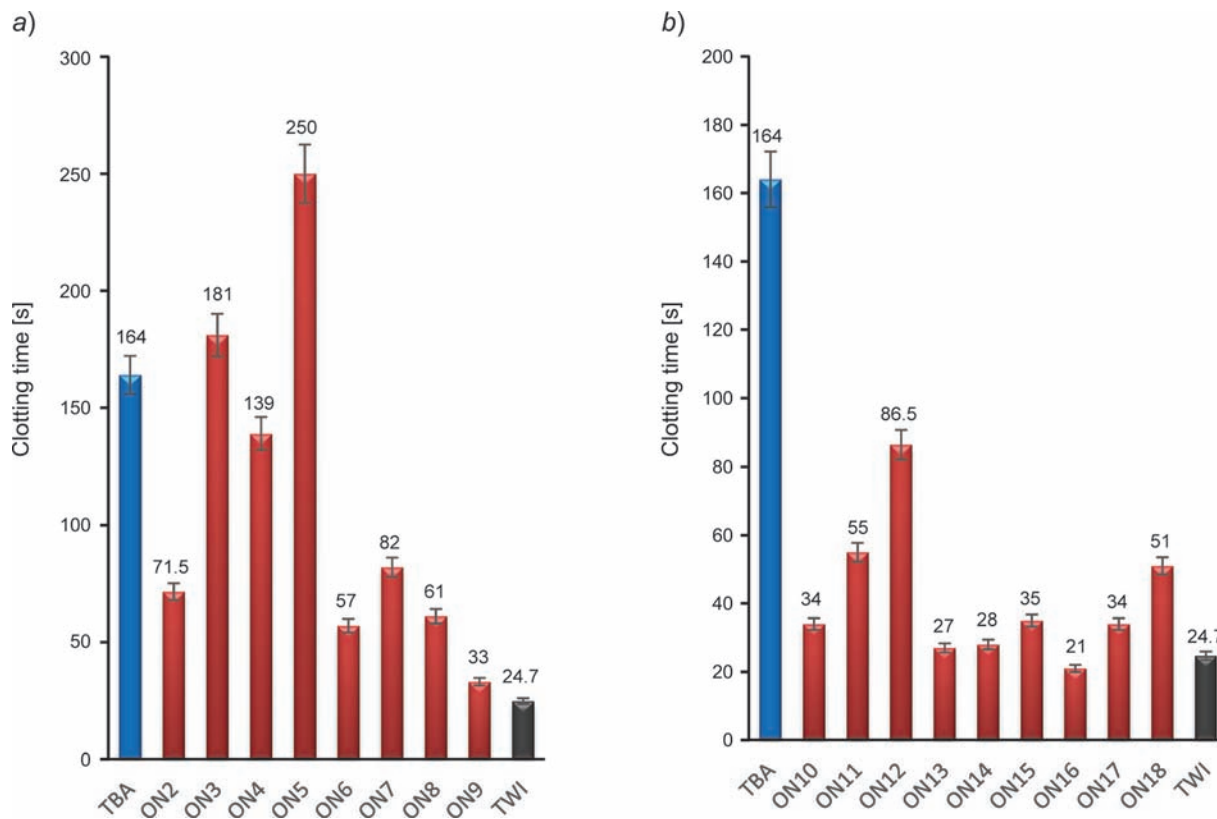 a)
Clotting time [s]
300
250
200
150
100
50
0
164
71.5
181
139
250
57
82
61
33
24.7
TBA
ON2
ON3
ON4
ON5
ON6
ON7
ON8
ON9
TWI
b)
Clotting time [s]
200
180
160
140
120
100
80
60
40
20
0
164
34
55
86.5
27
28
35
21
34
51
24.7
TBA
ON10
ON11
ON12
ON13
ON14
ON15
ON16
ON17
ON18
TWI